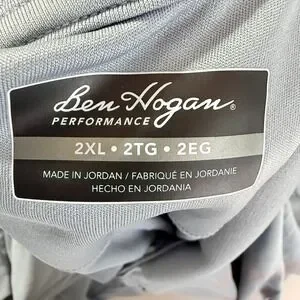 Ben Hogan®
PERFORMANCE
2XL • 2TG • 2EG
MADE IN JORDAN / FABRIQUÉ EN JORDANIE
HECHO EN JORDANIA